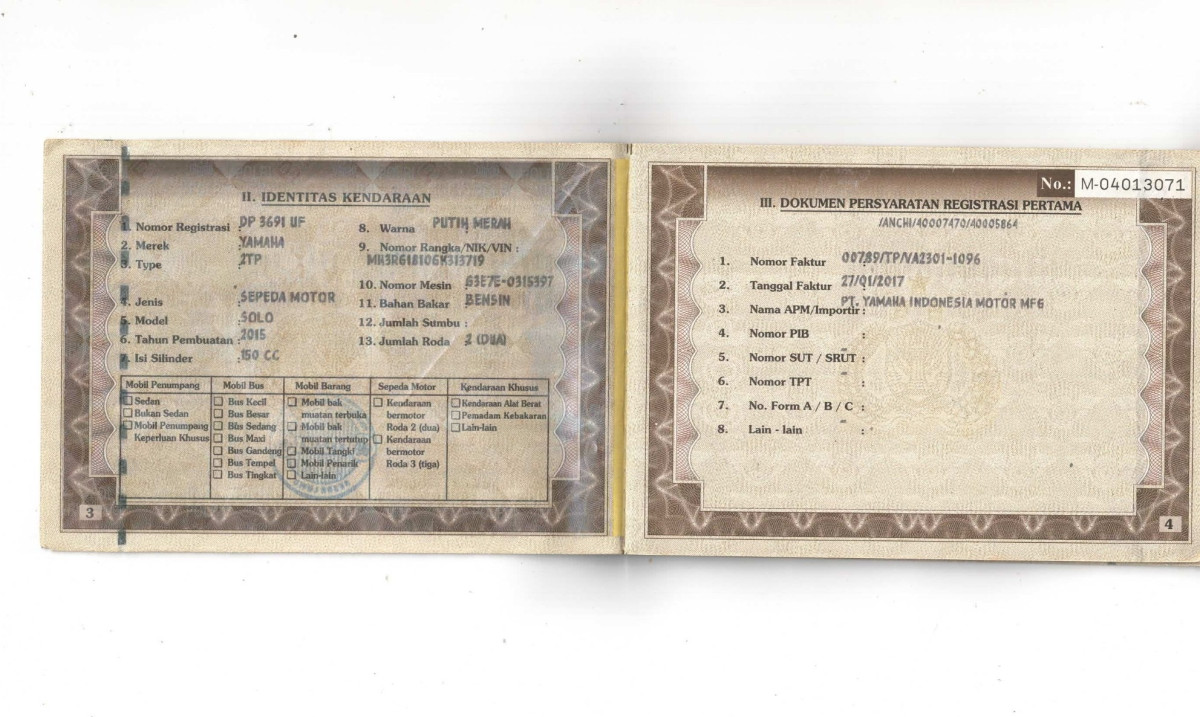 II. IDENTITAS KENDARAAN
1. Nomor Registrasi : DP 3691 UF
2. Merek : YAMAHA
3. Type : 2TP
4. Jenis : SEPEDA MOTOR
5. Model : SOLO
6. Tahun Pembuatan : 2015
7. Isi Silinder : 150 CC
8. Warna PUTIH MERAH
9. Nomor Rangka/NIK/VIN :
MH3RG1810GK313719
10. Nomor Mesin : G3E7E-0315397
11. Bahan Bakar : BENSIN
12. Jumlah Sumbu :
13. Jumlah Roda : 2 (DUA)
Mobil Penumpang
Sedan
Bukan Sedan
Mobil Penumpang
Keperluan Khusus
Mobil Bus
Bus Kecil
Bus Besar
Bus Sedang
Bus Maxi
Bus Gandeng
Bus Tempel
Bus Tingkat
Mobil Barang
Mobil bak
muatan terbuka
Mobil bak
muatan tertutup
Mobil Tangki
Mobil Penarik
Lain-lain
Sepeda Motor
Kendaraan
bermotor
Roda 2 (dua)
Kendaraan
bermotor
Roda 3 (tiga)
Kendaraan Khusus
Kendaraan Alat Berat
Pemadam Kebakaran
Lain-lain
3
No.: M-04013071
III. DOKUMEN PERSYARATAN REGISTRASI PERTAMA
/ANCHI/40007470/40005864
1. Nomor Faktur 00789/TP/VA2301-1096
2. Tanggal Faktur 27/01/2017
3. Nama APM/Importir : PT. YAMAHA INDONESIA MOTOR MFG
4. Nomor PIB : -
5. Nomor SUT / SRUT : -
6. Nomor TPT : -
7. No. Form A / B / C : -
8. Lain - lain : -
4